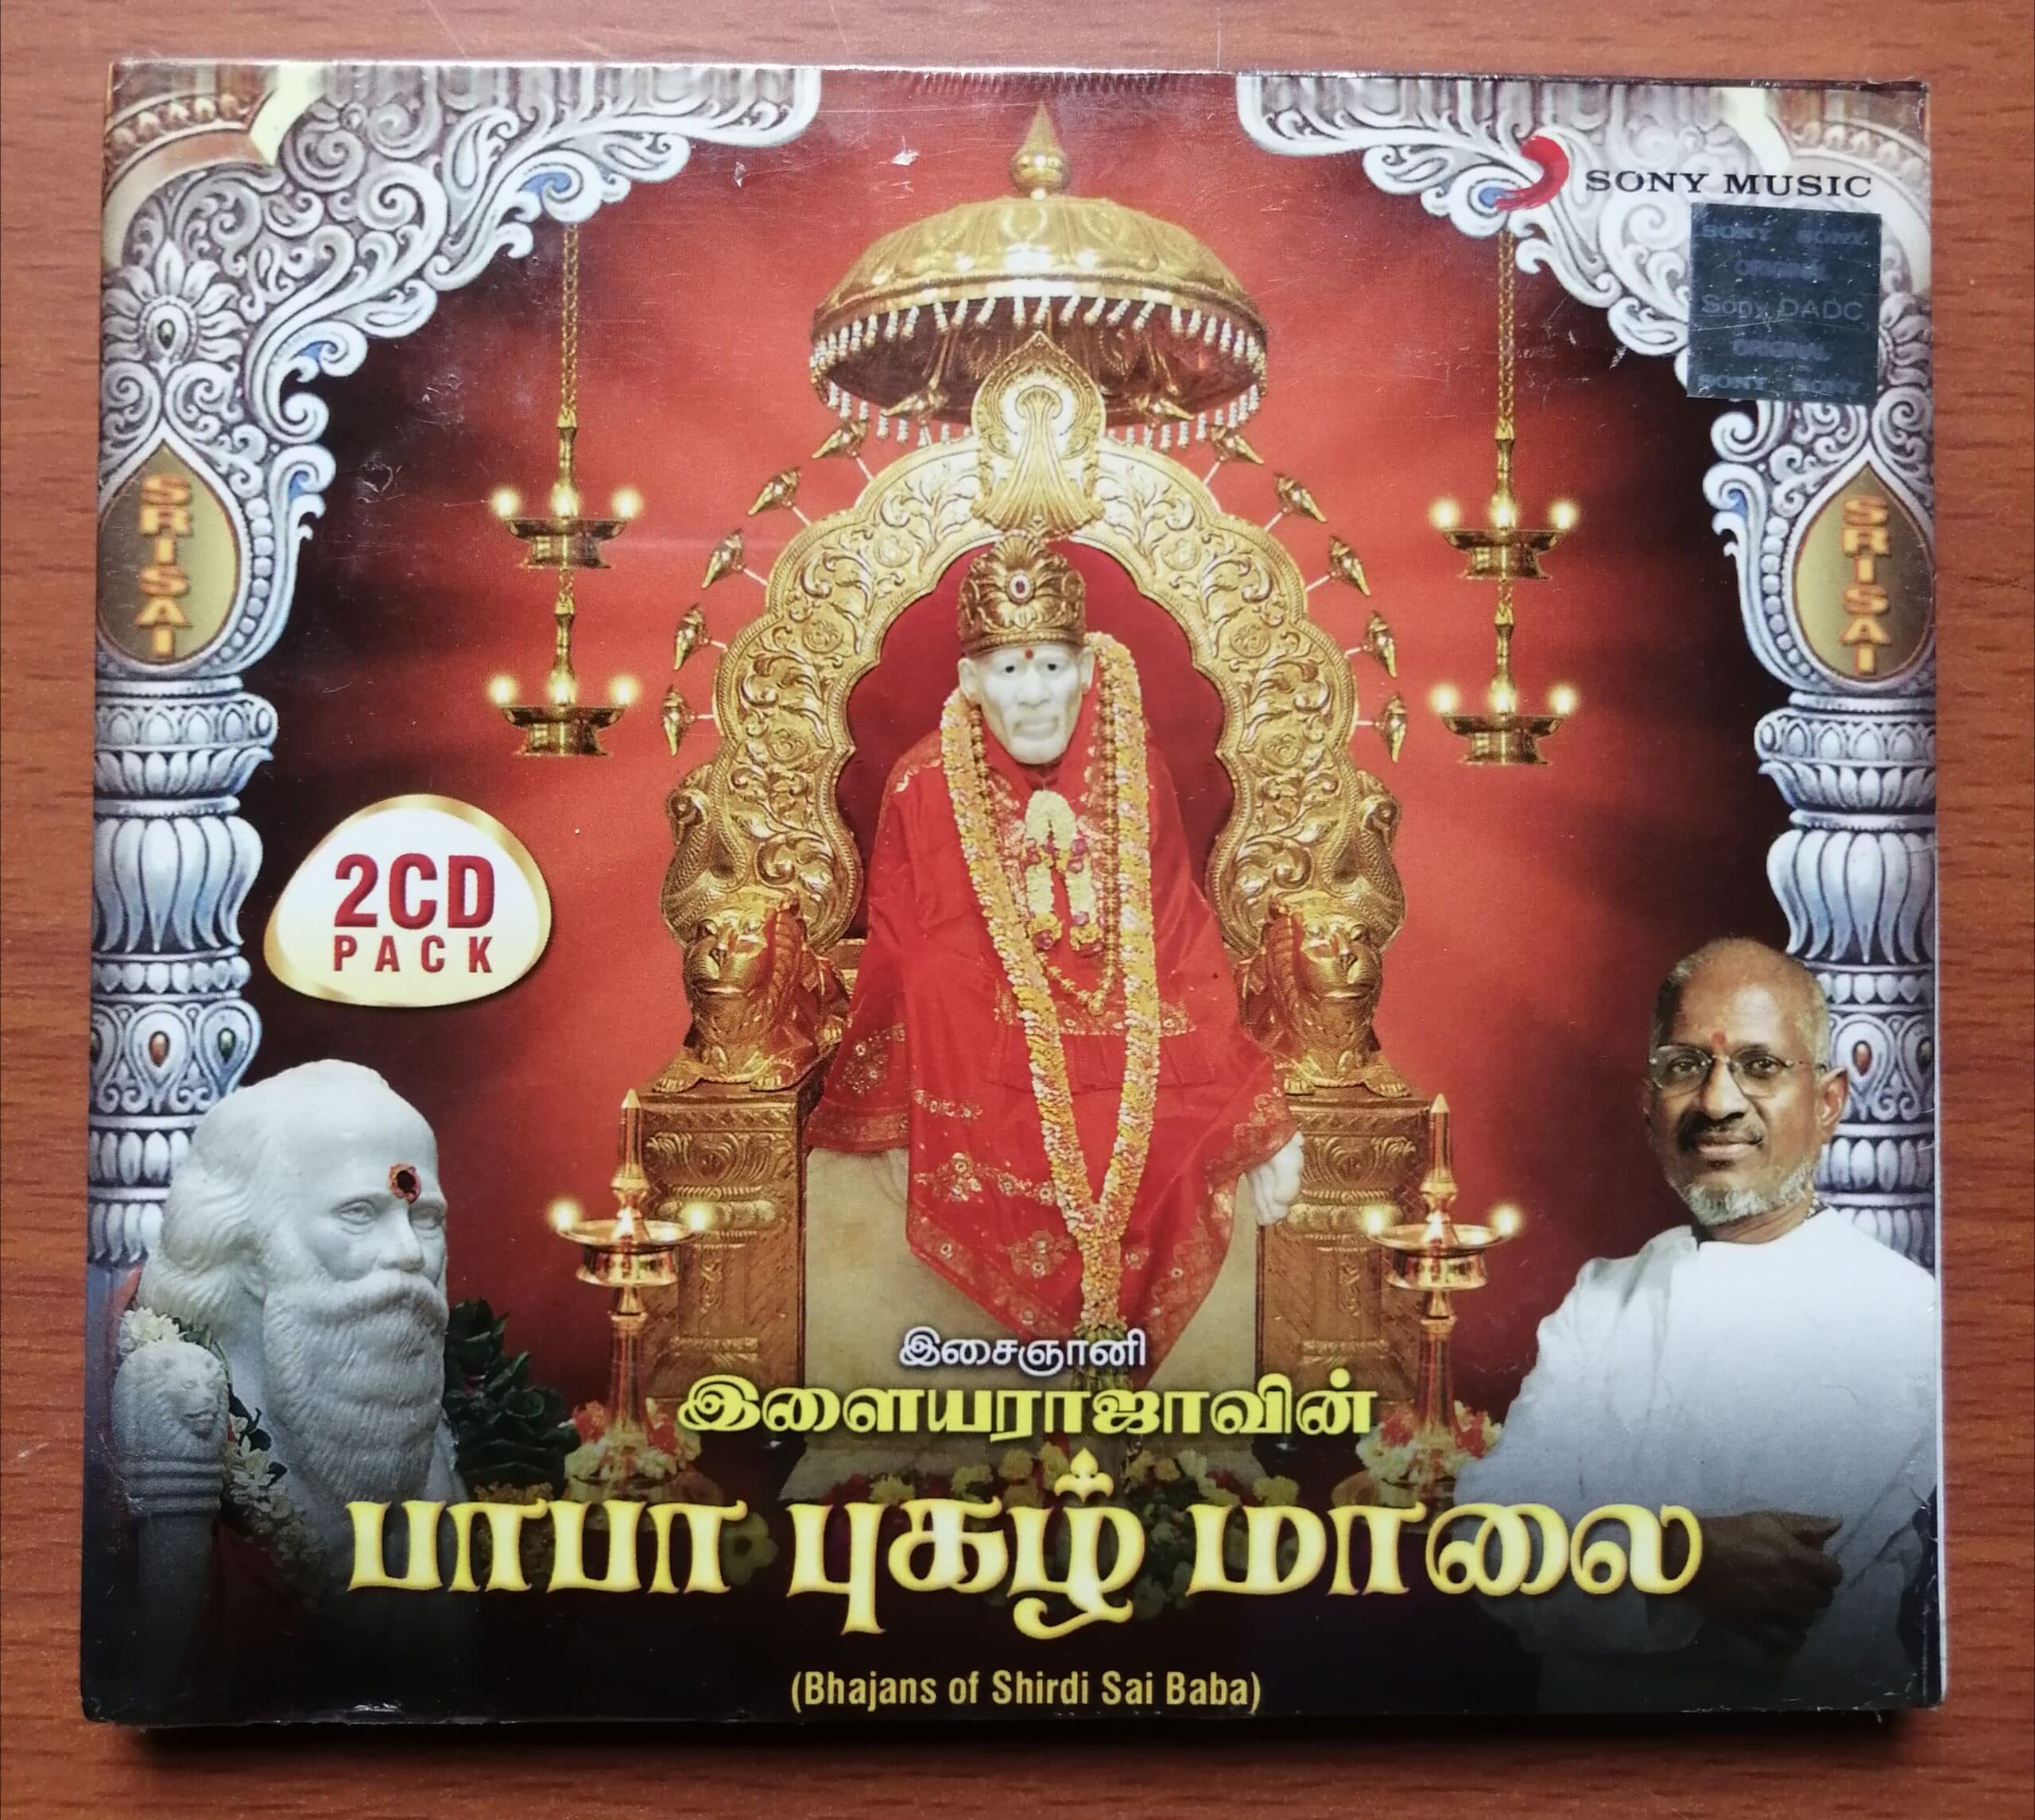 SONY MUSIC
SONY SONY
ORIGINAL
Sony DADC
ORIGINAL
SONY SONY
SRISAI
SRISAI
2CD
PACK
இசைஞானி
இளையராஜாவின்
பாபா புகழ் மாலை
(Bhajans of Shirdi Sai Baba)